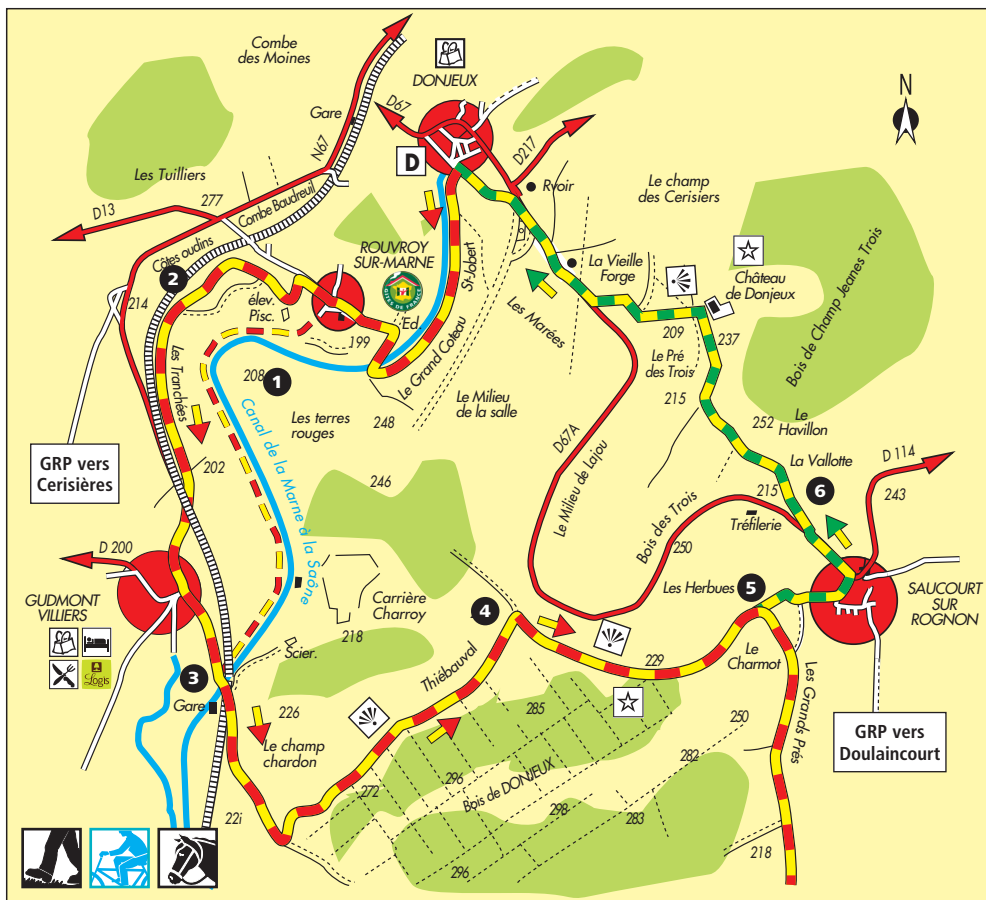 Combe
des Moines
DONJEUX
N
Gare
D67
N67
D217
D
Les Tuilliers
277
Combe Baudreuil
D13
Rvoir
Le champ
des Cerisiers
Côtes oudins
ROUVROY
SUR-MARNE
GITES DE FRANCE
St-Jobert
La Vieille
Forge
Château
de Donjeux
Bois de Champ Jeanes Trois
2
214
élev.
Pisc.
Ed.
199
Les Marées
209
237
Le Grand Coteau
Le Pré
des Trois
Les Tranchées
208
1
Le Milieu
de la salle
215
Les terres
rouges
248
252
Le
Havillon
Canal de la Marne à la Saône
D67A
GRP vers
Cerisières
202
246
Le Milieu de Lojou
La Vallotte
D 114
243
6
215
Tréfilerie
Bois des Trois
250
D 200
GUDMONT
VILLIERS
Logis
Carrière
Charroy
218
Les Herbues
5
SAUCOURT
SUR
ROGNON
4
Scier.
3
Gare
Thiébauval
229
Le
Charmot
Les Grands Prés
226
Le champ
chardon
285
250
GRP vers
Doulaincourt
272
296
Bois de DONJEUX
282
298
283
22i
296
218